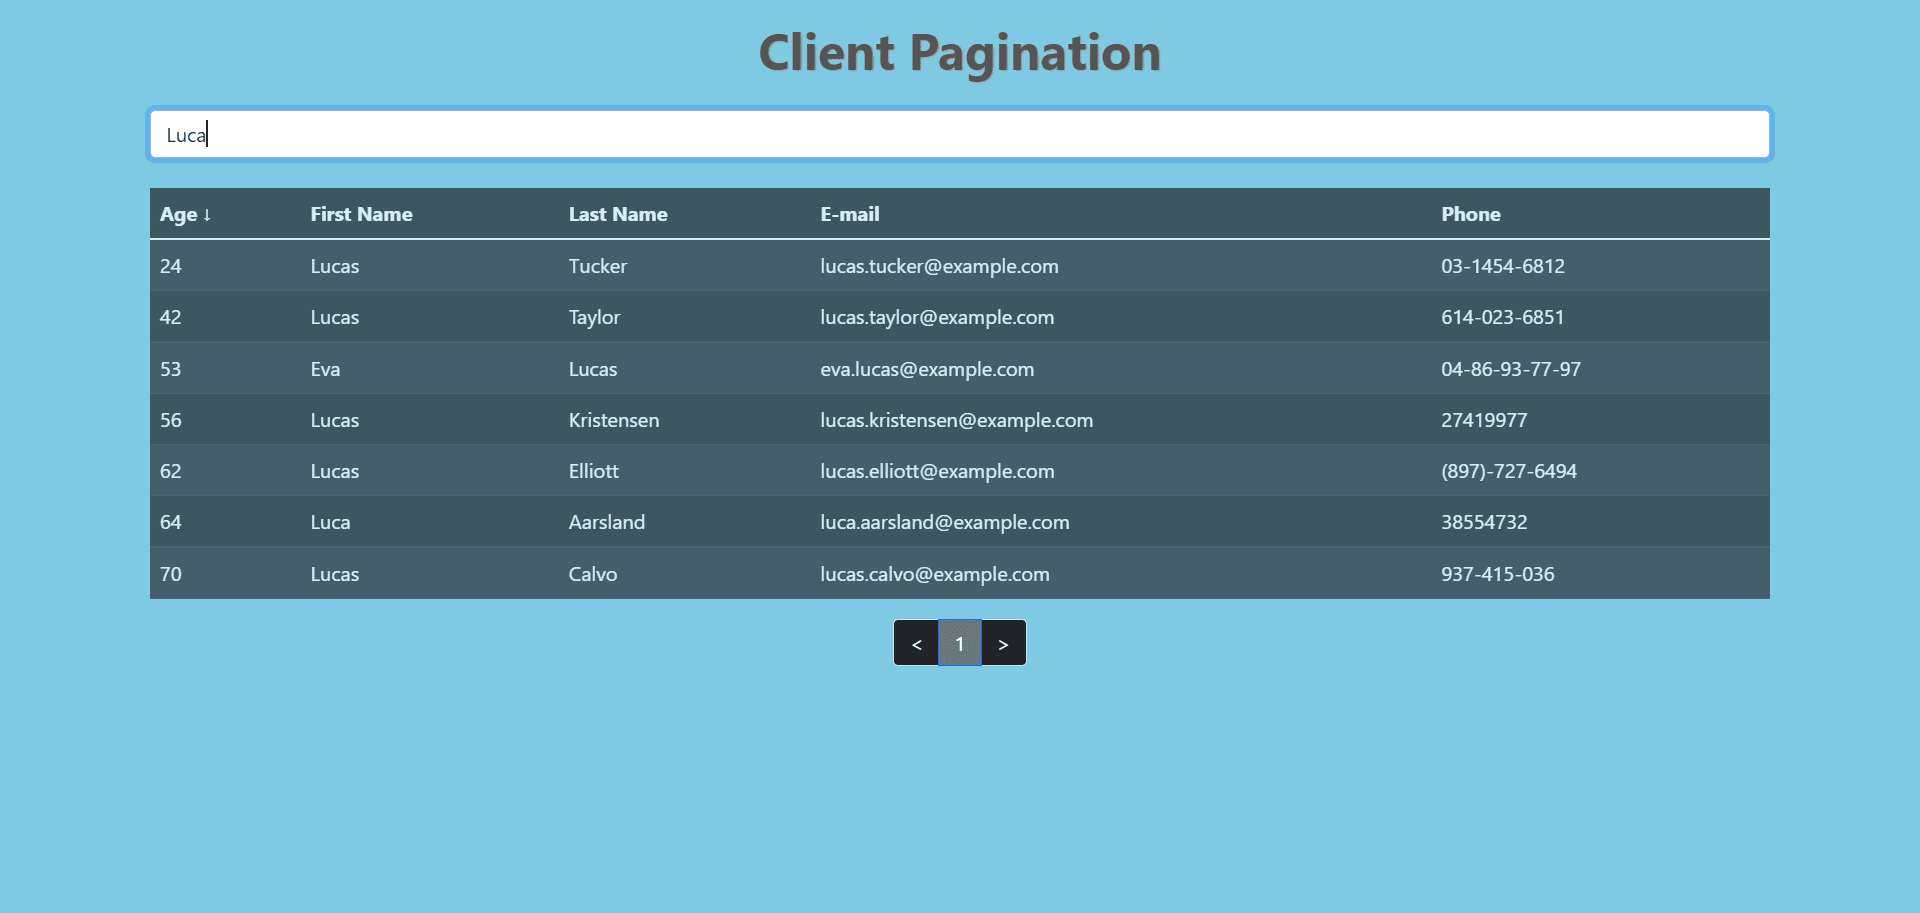 Client Pagination
Luca
Age ↓ First Name Last Name E-mail Phone
24 Lucas Tucker lucas.tucker@example.com 03-1454-6812
42 Lucas Taylor lucas.taylor@example.com 614-023-6851
53 Eva Lucas eva.lucas@example.com 04-86-93-77-97
56 Lucas Kristensen lucas.kristensen@example.com 27419977
62 Lucas Elliott lucas.elliott@example.com (897)-727-6494
64 Luca Aarsland luca.aarsland@example.com 38554732
70 Lucas Calvo lucas.calvo@example.com 937-415-036
< 1 >